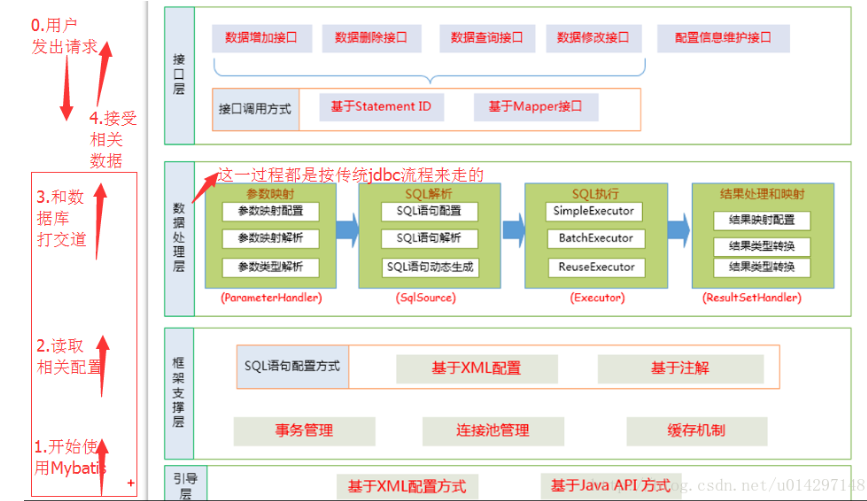 0.用户
发出请求
4.接受
相关
数据
3.和数
据库
打交道
2.读取
相关配置
1.开始使
用Mybatis
+
接口层
数据增加接口
数据删除接口
数据查询接口
数据修改接口
配置信息维护接口
接口调用方式
基于Statement ID
基于Mapper接口
数据处理层
这一过程都是按传统jdbc流程来走的
参数映射
参数映射配置
参数映射解析
参数类型解析
(ParameterHandler)
SQL解析
SQL语句配置
SQL语句解析
SQL语句动态生成
(SqlSource)
SQL执行
SimpleExecutor
BatchExecutor
ReuseExecutor
(Executor)
结果处理和映射
结果映射配置
结果类型转换
结果类型转换
(ResultSetHandler)
框架支撑层
SQL语句配置方式
基于XML配置
基于注解
事务管理
连接池管理
缓存机制
引导
层
基于XML配置方式
基于Java API 方式
blog.csdn.net/u014297148